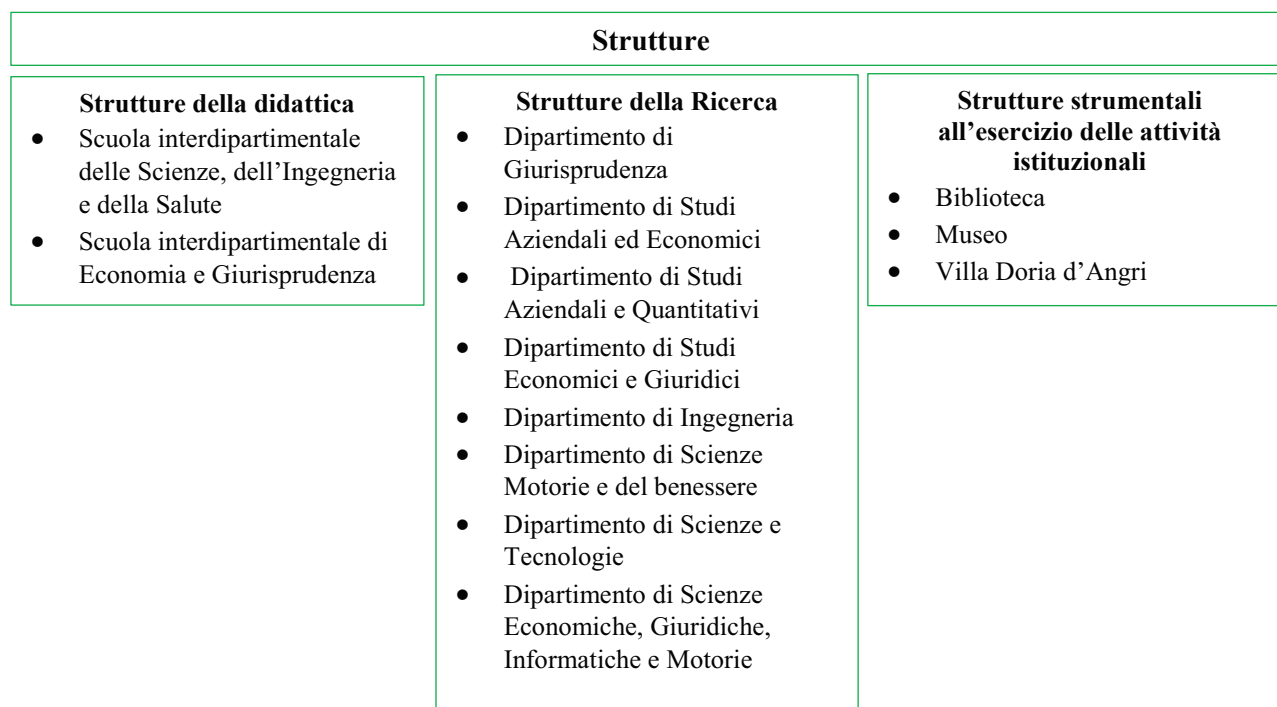 Strutture
Strutture della didattica
● Scuola interdipartimentale
delle Scienze, dell’Ingegneria
e della Salute
● Scuola interdipartimentale di
Economia e Giurisprudenza
Strutture della Ricerca
● Dipartimento di
Giurisprudenza
● Dipartimento di Studi
Aziendali ed Economici
● Dipartimento di Studi
Aziendali e Quantitativi
● Dipartimento di Studi
Economici e Giuridici
● Dipartimento di Ingegneria
● Dipartimento di Scienze
Motorie e del benessere
● Dipartimento di Scienze e
Tecnologie
● Dipartimento di Scienze
Economiche, Giuridiche,
Informatiche e Motorie
Strutture strumentali
all’esercizio delle attività
istituzionali
● Biblioteca
● Museo
● Villa Doria d’Angri